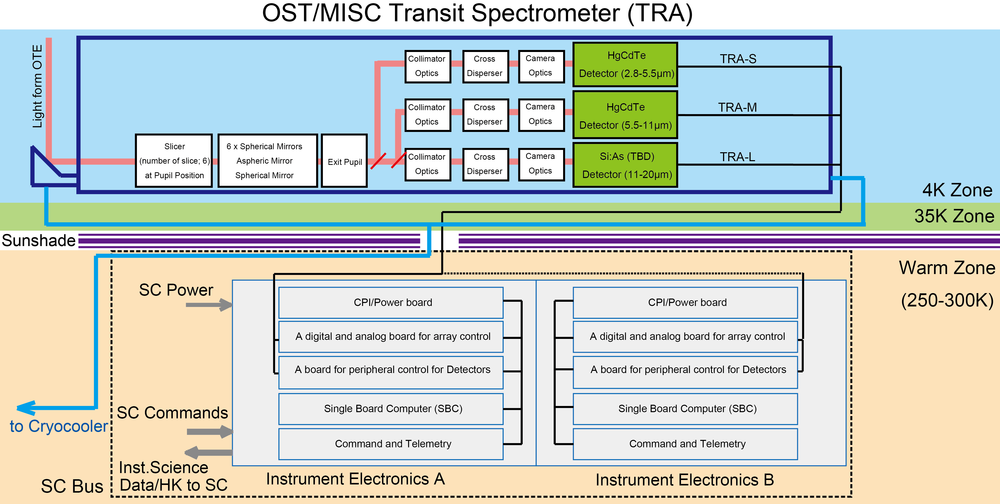 OST/MISC Transit Spectrometer (TRA)
Light form OTE
Slicer
(number of slice; 6)
at Pupil Position
6 x Spherical Mirrors
Aspheric Mirror
Spherical Mirror
Exit Pupil
Collimator
Optics
Cross
Disperser
Camera
Optics
HgCdTe
Detector (2.8-5.5μm)
TRA-S
Collimator
Optics
Cross
Disperser
Camera
Optics
HgCdTe
Detector (5.5-11μm)
TRA-M
Collimator
Optics
Cross
Disperser
Camera
Optics
Si:As (TBD)
Detector (11-20μm)
TRA-L
4K Zone
35K Zone
Sunshade
Warm Zone
(250-300K)
SC Power
SC Commands
Inst.Science
Data/HK to SC
to Cryocooler
SC Bus
CPI/Power board
A digital and analog board for array control
A board for peripheral control for Detectors
Single Board Computer (SBC)
Command and Telemetry
Instrument Electronics A
CPI/Power board
A digital and analog board for array control
A board for peripheral control for Detectors
Single Board Computer (SBC)
Command and Telemetry
Instrument Electronics B